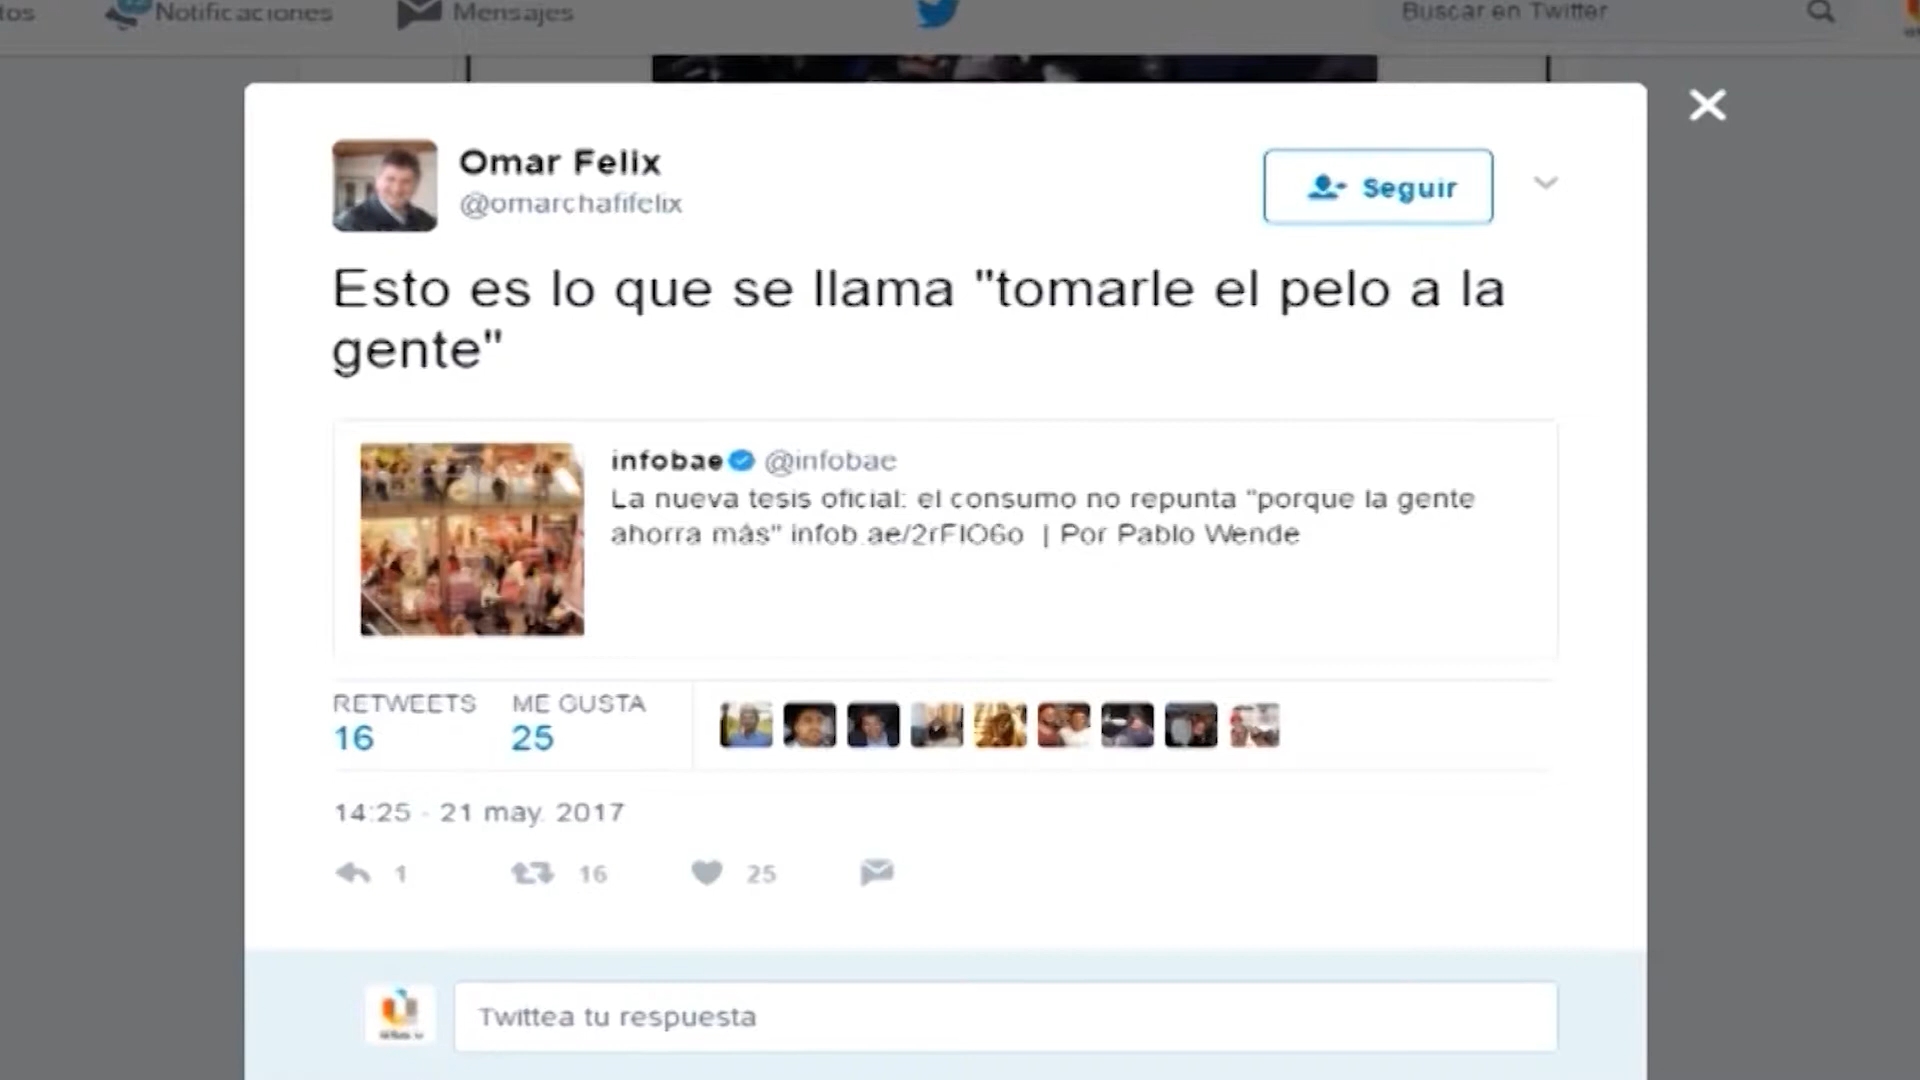 Notificaciones
Mensajes
Buscar en Twitter
Omar Felix
@omarchafifelix
Seguir
Esto es lo que se llama "tomarle el pelo a la
gente"
infobae @infobae
La nueva tesis oficial: el consumo no repunta "porque la gente
ahorra más" infob.ae/2rFIO6o | Por Pablo Wende
RETWEETS ME GUSTA
16 25
14:25 - 21 may. 2017
1 16 25
Twittea tu respuesta